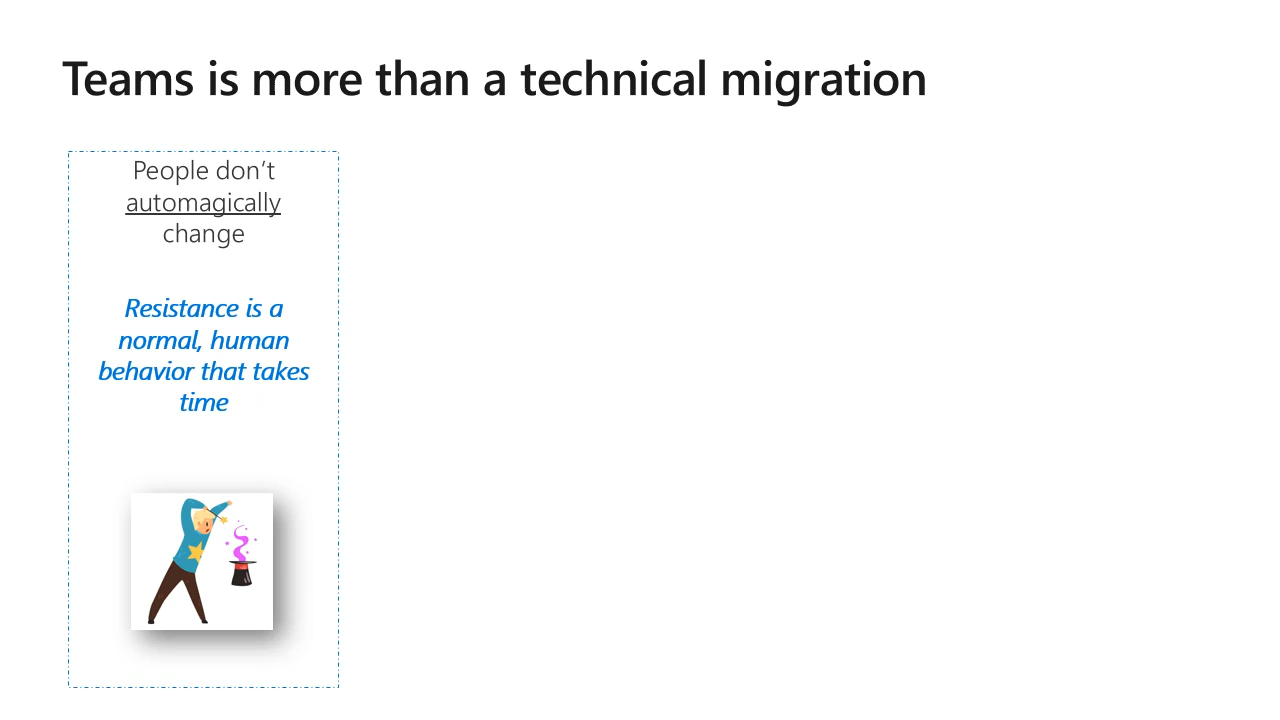 Teams is more than a technical migration
People don’t
automagically
change
Resistance is a
normal, human
behavior that takes
time